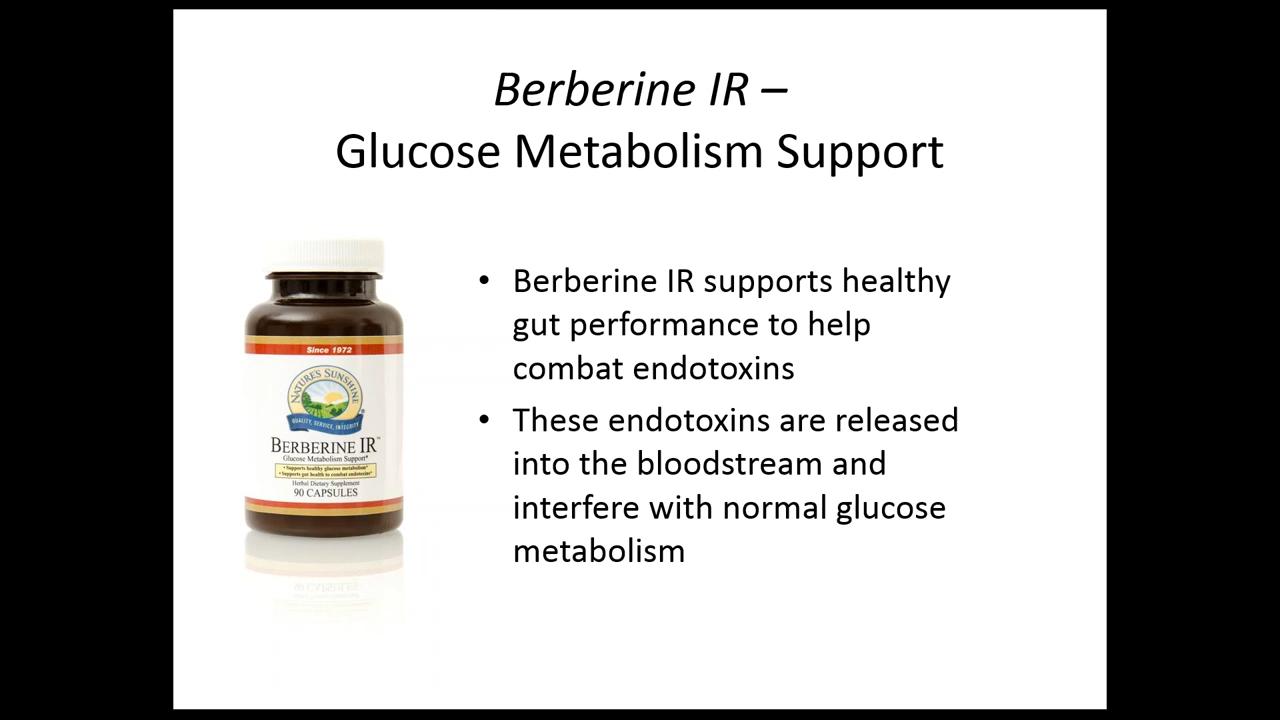 Berberine IR –
Glucose Metabolism Support
• Berberine IR supports healthy
gut performance to help
combat endotoxins
• These endotoxins are released
into the bloodstream and
interfere with normal glucose
metabolism
Since 1972
NATURE'S SUNSHINE
QUALITY, SERVICE, INTEGRITY
BERBERINE IR™
Glucose Metabolism Support*
• Supports healthy glucose metabolism*
• Supports gut health to combat endotoxins*
Herbal Dietary Supplement
90 CAPSULES